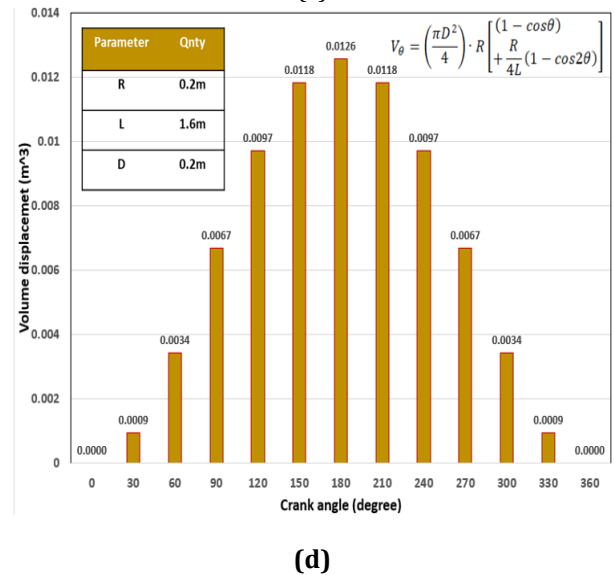 Parameter Qnty
R 0.2m
L 1.6m
D 0.2m
V_θ = (πD²/4) · R [(1 - cosθ) + R/4L (1 - cos2θ)]
Volume displacemet (m^3)
0.014
0.012
0.01
0.008
0.006
0.004
0.002
0
0.0000
0.0009
0.0034
0.0067
0.0097
0.0118
0.0126
0.0118
0.0097
0.0067
0.0034
0.0009
0.0000
0 30 60 90 120 150 180 210 240 270 300 330 360
Crank angle (degree)
(d)